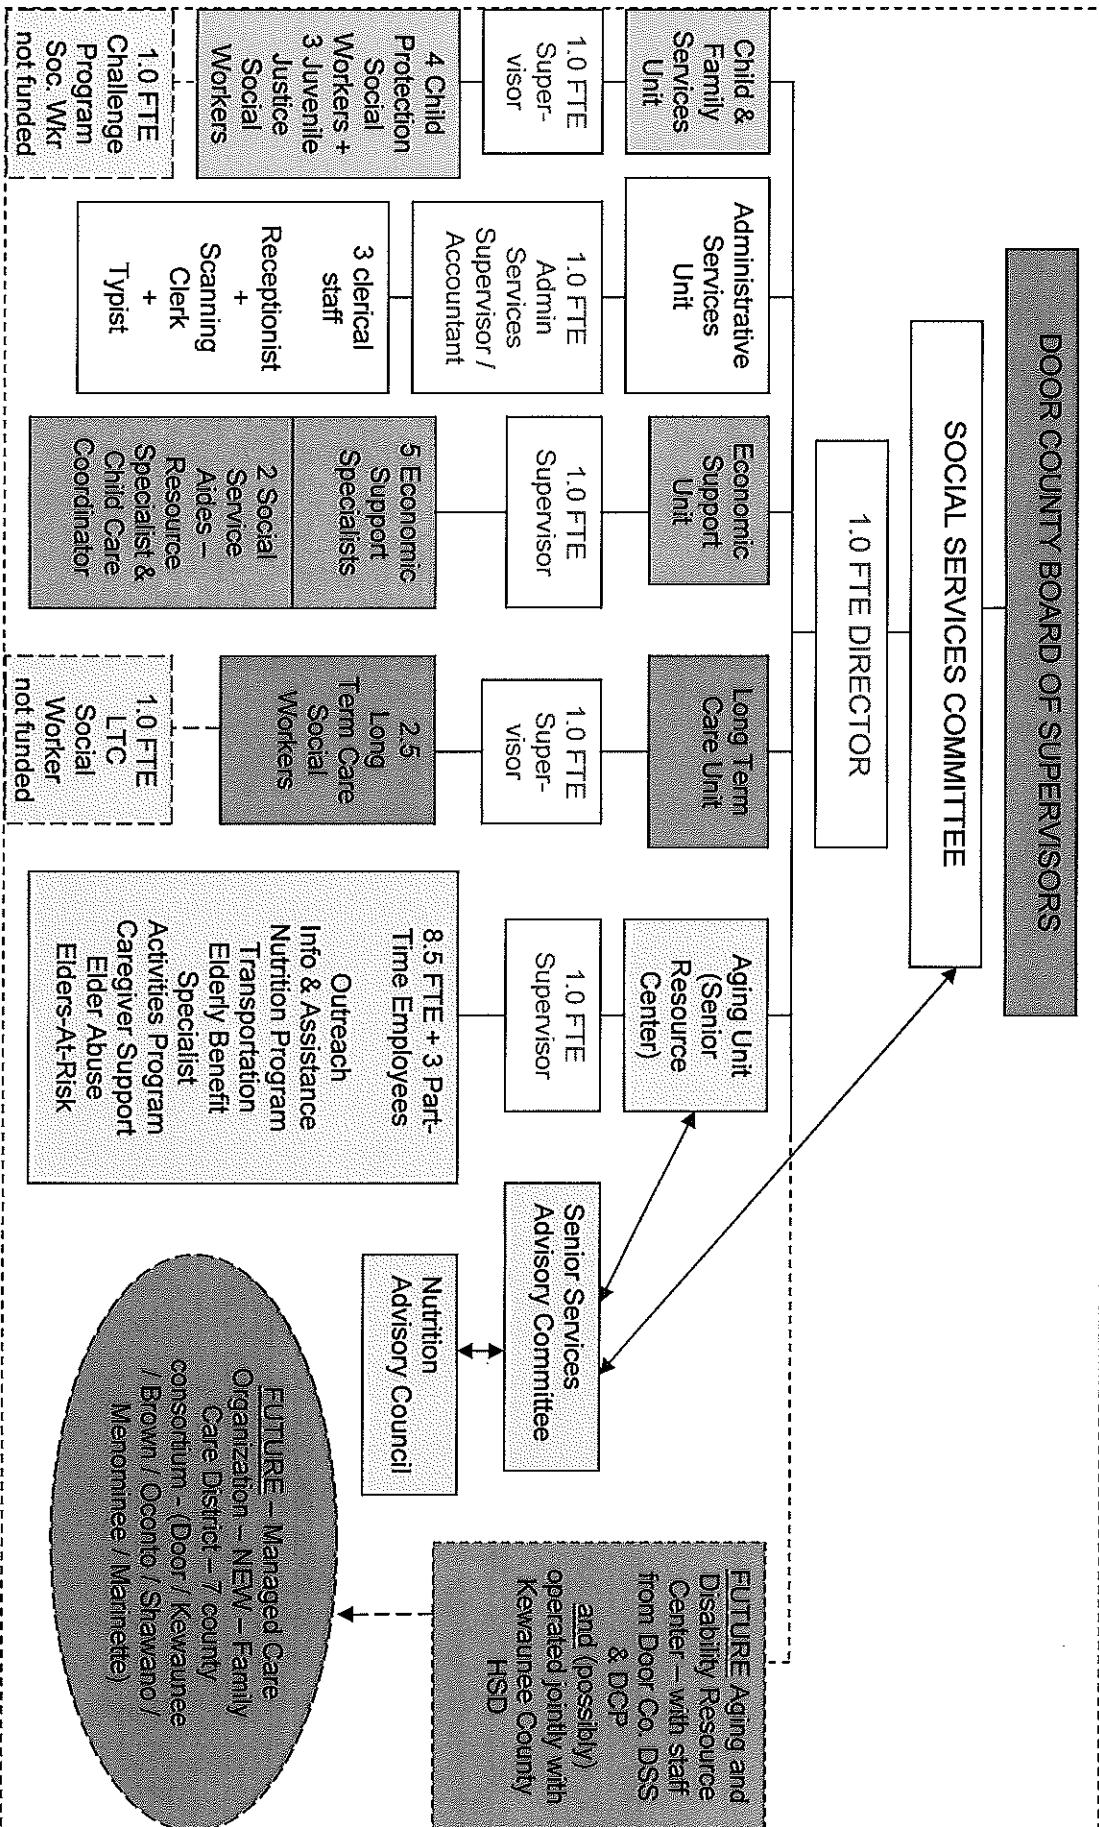 DOOR COUNTY BOARD OF SUPERVISORS
SOCIAL SERVICES COMMITTEE
1.0 FTE DIRECTOR
Child &
Family
Services
Unit
1.0 FTE
Super-
visor
4 Child
Protection
Social
Workers +
3 Juvenile
Justice
Social
Workers
1.0 FTE
Challenge
Program
Soc. Wkr
not funded
Administrative
Services
Unit
1.0 FTE
Admin
Services
Supervisor /
Accountant
3 clerical
staff
Receptionist
+
Scanning
Clerk
+
Typist
Economic
Support
Unit
1.0 FTE
Supervisor
5 Economic
Support
Specialists
2 Social
Service
Aides –
Resource
Specialist &
Child Care
Coordinator
Long Term
Care Unit
1.0 FTE
Super-
visor
2.5
Long
Term Care
Social
Workers
1.0 FTE
LTC
Social
Worker
not funded
Aging Unit
(Senior
Resource
Center)
1.0 FTE
Supervisor
8.5 FTE + 3 Part-
Time Employees
Outreach
Info & Assistance
Nutrition Program
Transportation
Elderly Benefit
Specialist
Activities Program
Caregiver Support
Elder Abuse
Elders-At-Risk
Senior Services
Advisory Committee
Nutrition
Advisory Council
FUTURE Aging and
Disability Resource
Center – with staff
from Door Co. DSS
& DCP
and (possibly)
operated jointly with
Kewaunee County
HSD
FUTURE – Managed Care
Organization – NEW – Family
Care District – 7 county
consortium - (Door / Kewaunee
/ Brown / Oconto / Shawano /
Menominee / Marinette)